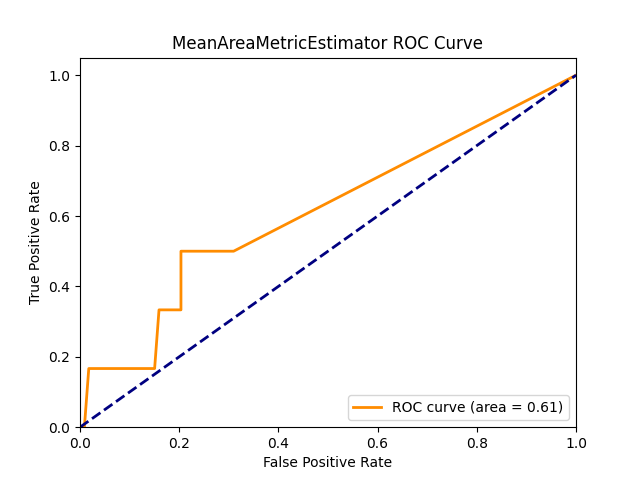 MeanAreaMetricEstimator ROC Curve
1.0
0.8
0.6
0.4
0.2
0.0
True Positive Rate
ROC curve (area = 0.61)
0.0 0.2 0.4 0.6 0.8 1.0
False Positive Rate